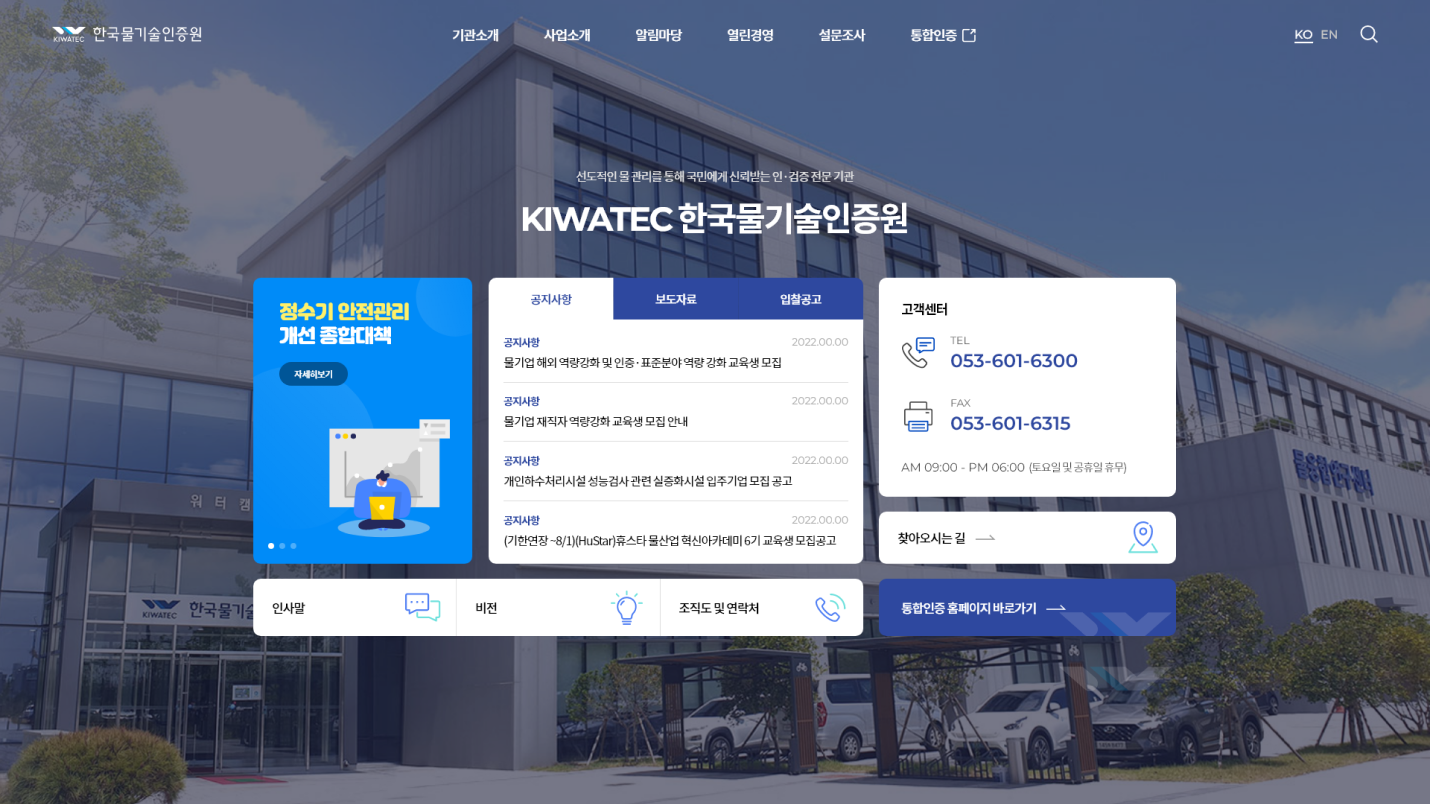 KIWATEC 한국물기술인증원
기관소개 사업소개 알림마당 열린경영 설문조사 통합인증
KO EN
선도적인 물 관리를 통해 국민에게 신뢰받는 인·검증 전문 기관
KIWATEC 한국물기술인증원
정수기 안전관리
개선 종합대책
자세히보기
공지사항 보도자료 입찰공고
공지사항 2022.00.00
물기업 해외 역량강화 및 인증·표준분야 역량 강화 교육생 모집
공지사항 2022.00.00
물기업 재직자 역량강화 교육생 모집 안내
공지사항 2022.00.00
개인하수처리시설 성능검사 관련 실증화시설 입주기업 모집 공고
공지사항 2022.00.00
(기한연장 ~8/1)(HuStar)휴스타 물산업 혁신아카데미 6기 교육생 모집공고
고객센터
TEL
053-601-6300
FAX
053-601-6315
AM 09:00 - PM 06:00 (토요일 및 공휴일 휴무)
찾아오시는 길
인사말
비전
조직도 및 연락처
통합인증 홈페이지 바로가기
워터캠
한국물기
물융합연구센터